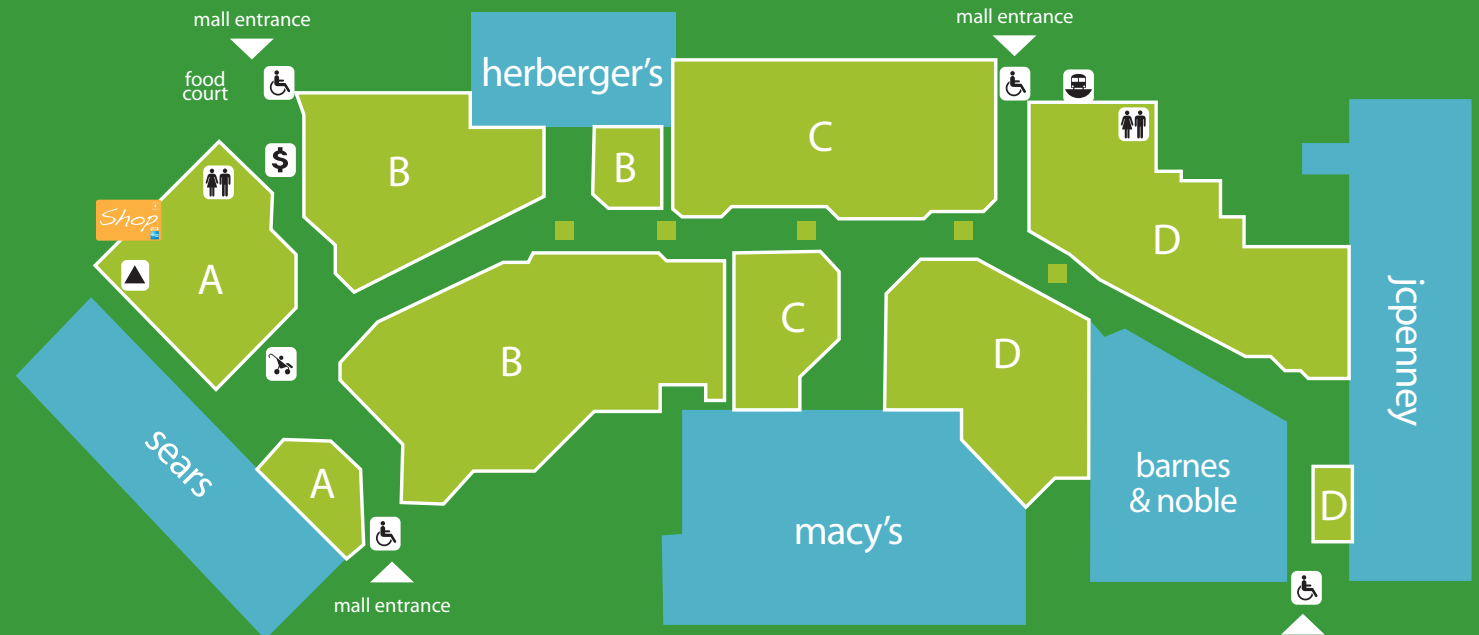 mall entrance
mall entrance
food
court
herberger's
$
B
B
C
D
Shop
A
B
C
D
jcpenney
sears
A
macy's
barnes
& noble
D
mall entrance